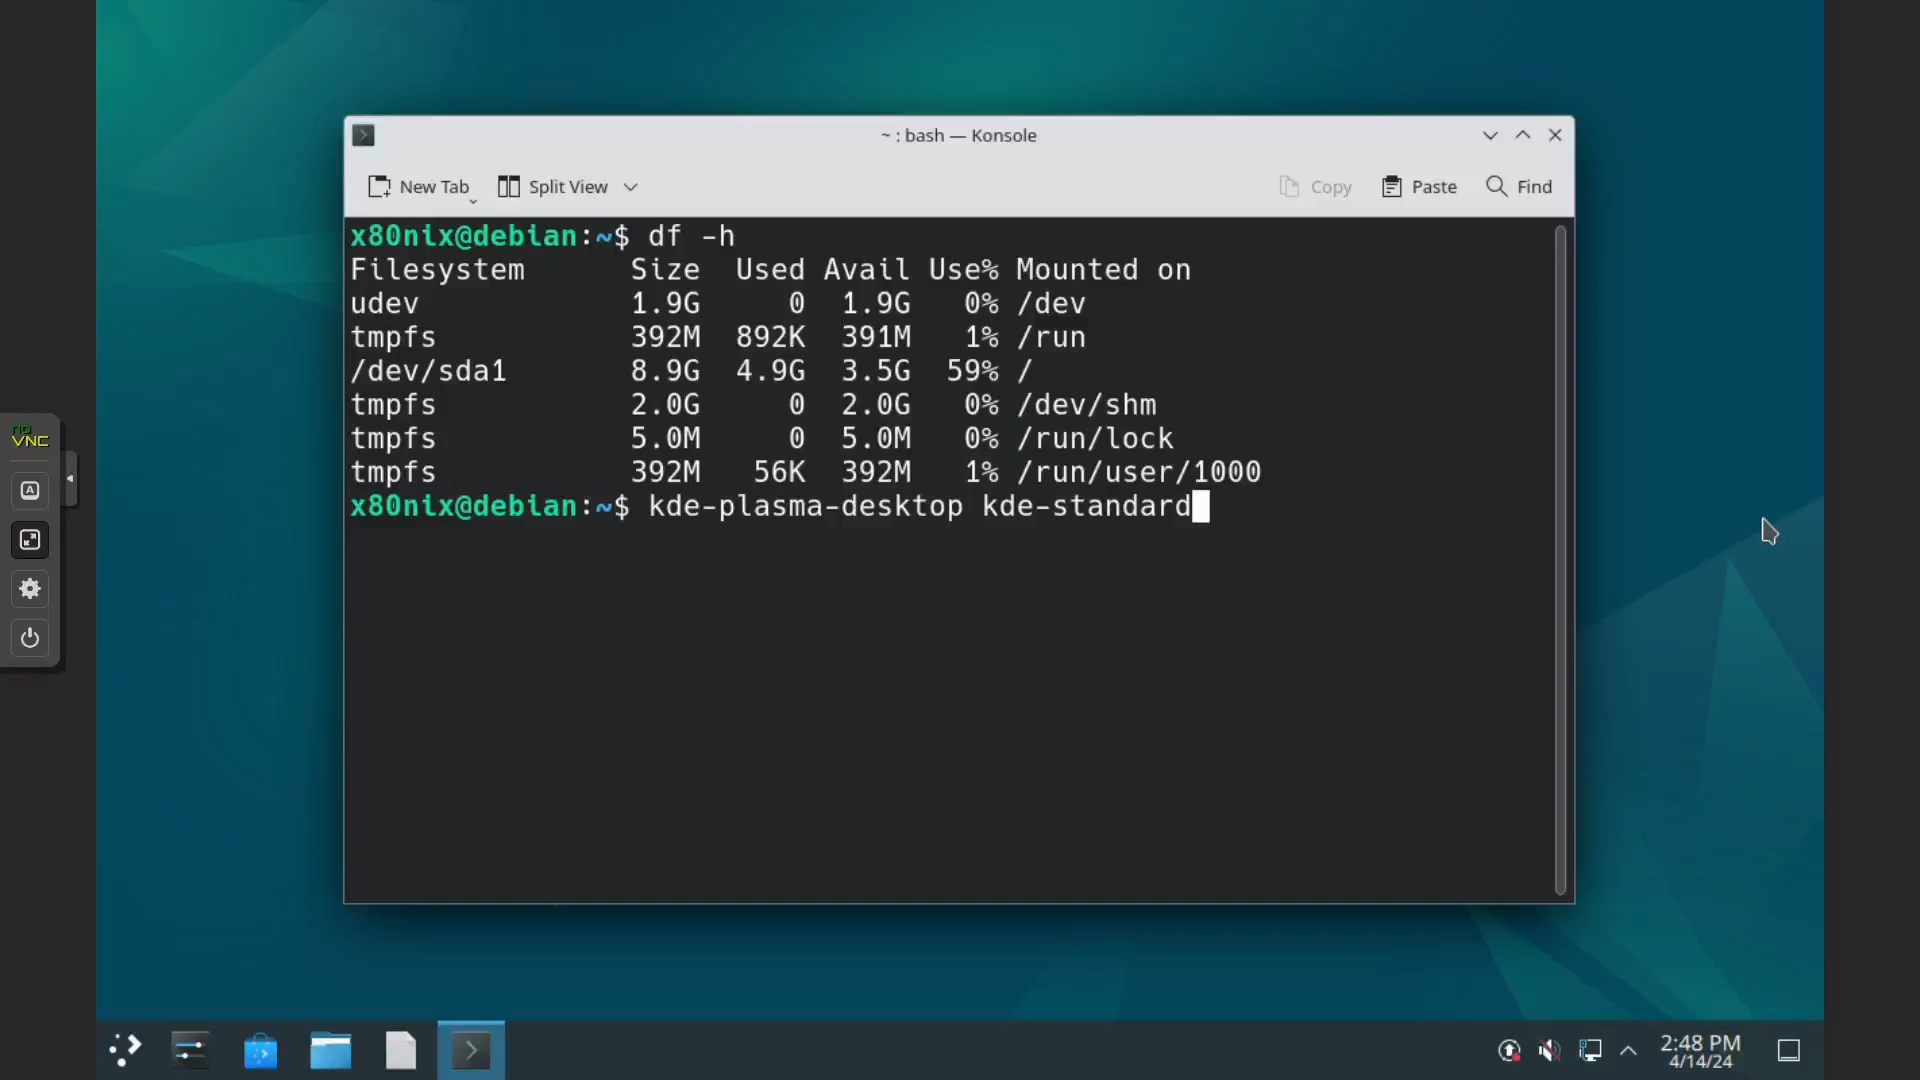 ~ : bash — Konsole
New Tab Split View Copy Paste Find
x80nix@debian:~$ df -h
Filesystem Size Used Avail Use% Mounted on
udev 1.9G 0 1.9G 0% /dev
tmpfs 392M 892K 391M 1% /run
/dev/sda1 8.9G 4.9G 3.5G 59% /
tmpfs 2.0G 0 2.0G 0% /dev/shm
tmpfs 5.0M 0 5.0M 0% /run/lock
tmpfs 392M 56K 392M 1% /run/user/1000
x80nix@debian:~$ kde-plasma-desktop kde-standard
no
VNC
A
2:48 PM
4/14/24